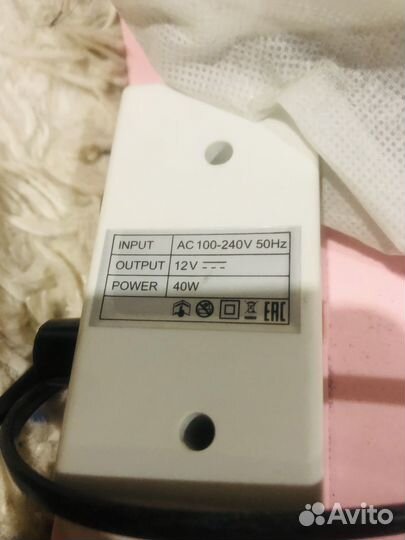 INPUT AC 100-240V 50Hz
OUTPUT 12V
POWER 40W
EAC
Avito